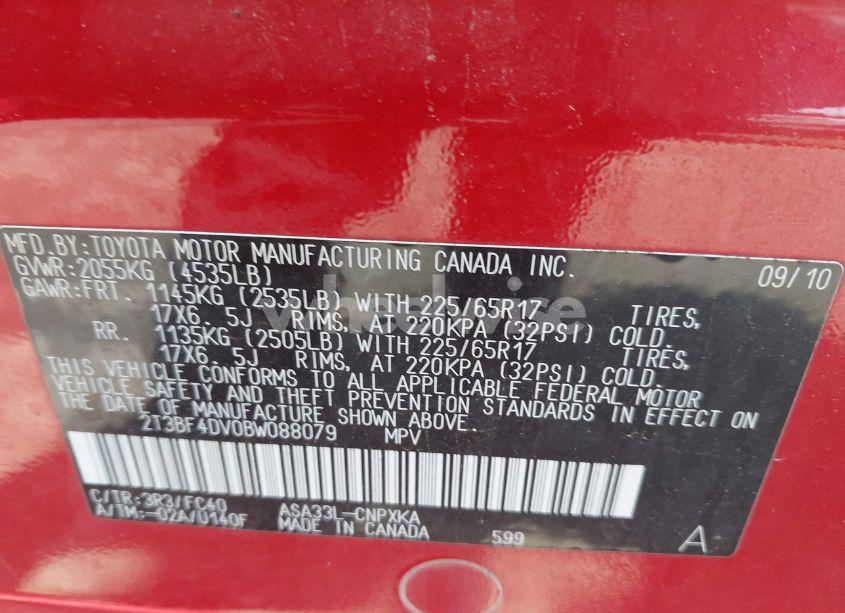 MFD.BY:TOYOTA MOTOR MANUFACTURING CANADA INC. 09/10
GVWR:2055KG (4535LB)
GAWR:FRT. 1145KG (2535LB) WITH 225/65R17 TIRES,
17X6. 5J RIMS, AT 220KPA (32PSI) COLD.
RR. 1135KG (2505LB) WITH 225/65R17 TIRES,
17X6. 5J RIMS, AT 220KPA (32PSI) COLD.
THIS VEHICLE CONFORMS TO ALL APPLICABLE FEDERAL MOTOR
VEHICLE SAFETY AND THEFT PREVENTION STANDARDS IN EFFECT ON
THE DATE OF MANUFACTURE SHOWN ABOVE.
2T3BF4DV0BW088079 MPV
C/TR:3R3/FC40 ASA33L-CNPXKA
A/TM:-02A/U140F MADE IN CANADA 599 A
wheelwise